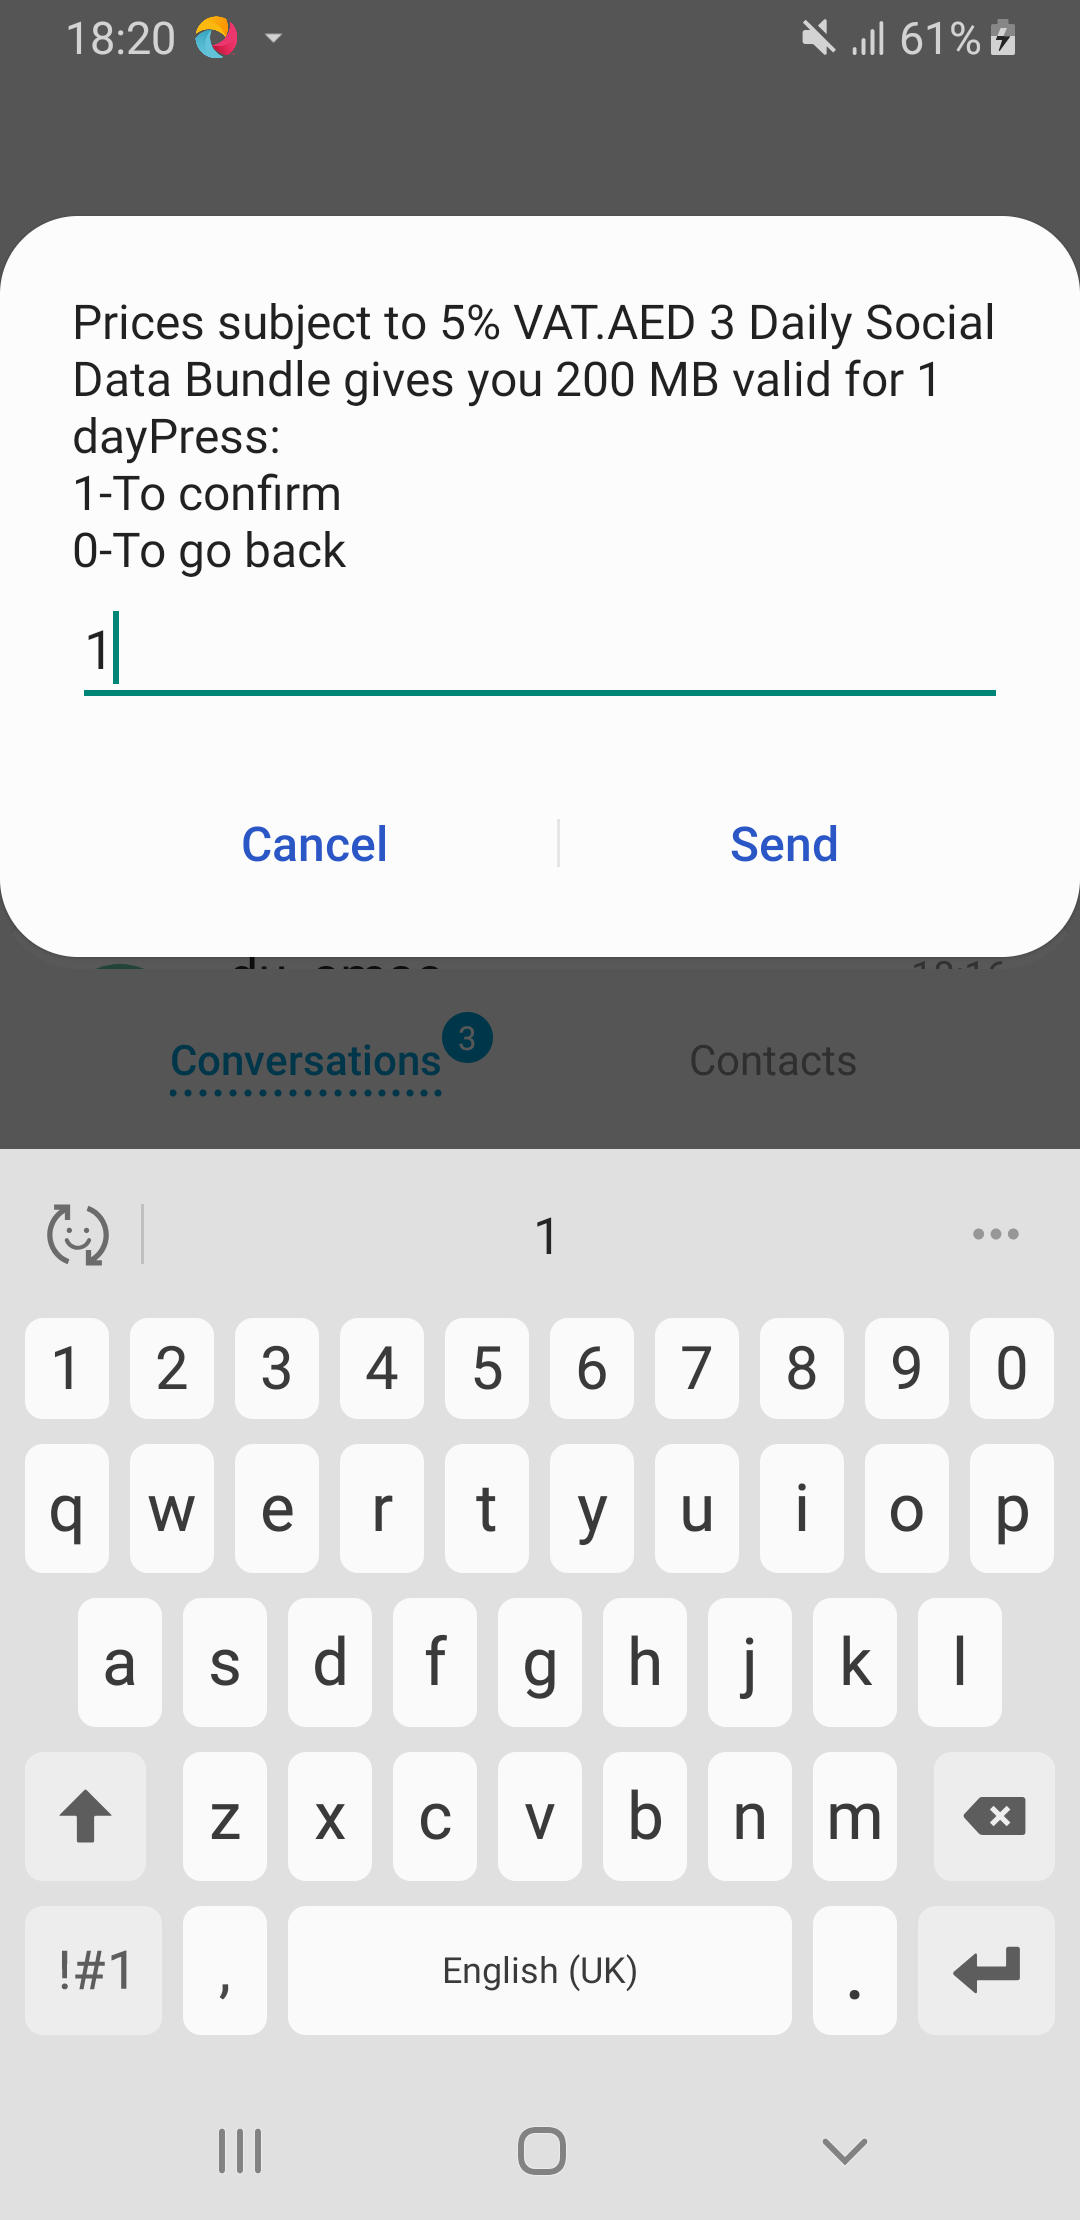 18:20
61%
Prices subject to 5% VAT.AED 3 Daily Social
Data Bundle gives you 200 MB valid for 1
dayPress:
1-To confirm
0-To go back
1
Cancel
Send
Conversations
3
Contacts
1
1 2 3 4 5 6 7 8 9 0
q w e r t y u i o p
a s d f g h j k l
z x c v b n m
!#1 , English (UK) .